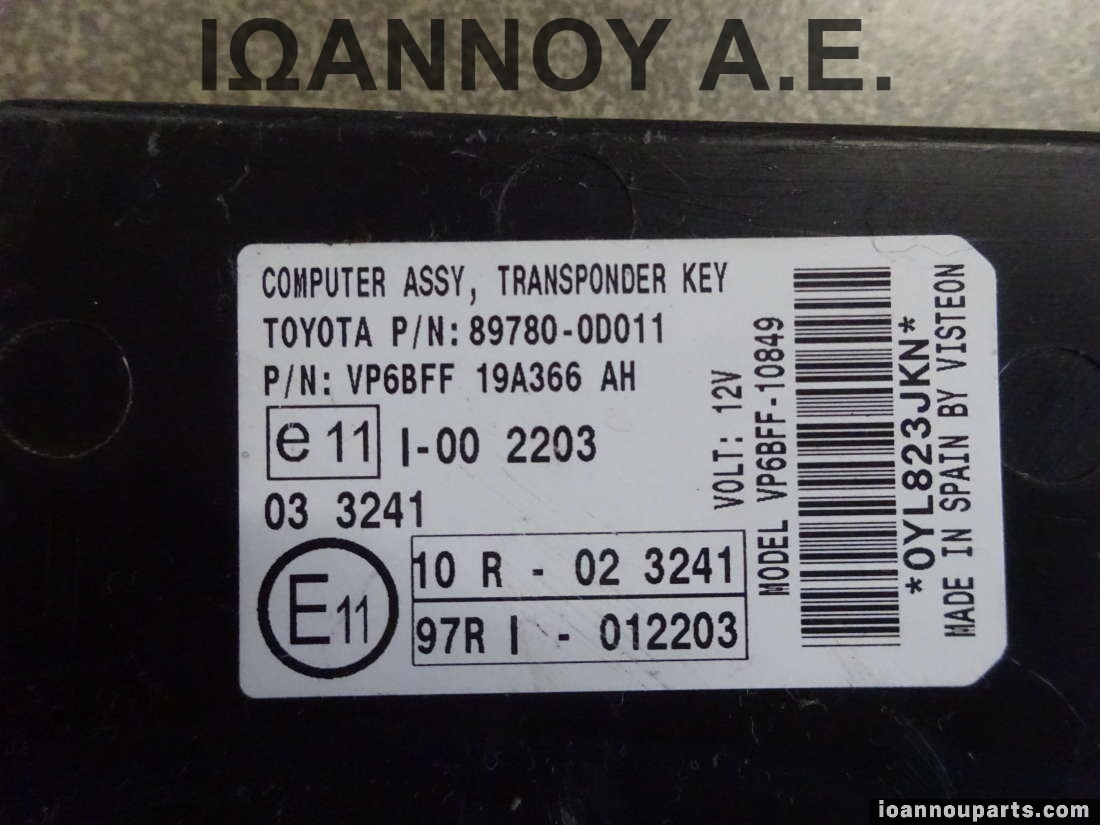 ΙΩΑΝΝΟΥ Α.Ε.
COMPUTER ASSY, TRANSPONDER KEY
TOYOTA P/N: 89780-0D011
P/N: VP6BFF 19A366 AH
e 11 I-00 2203
03 3241
E11
10 R - 02 3241
97R I - 012203
VOLT: 12V
MODEL VP6BFF-10849
*0YL823JKN*
MADE IN SPAIN BY VISTEON
ioannouparts.com